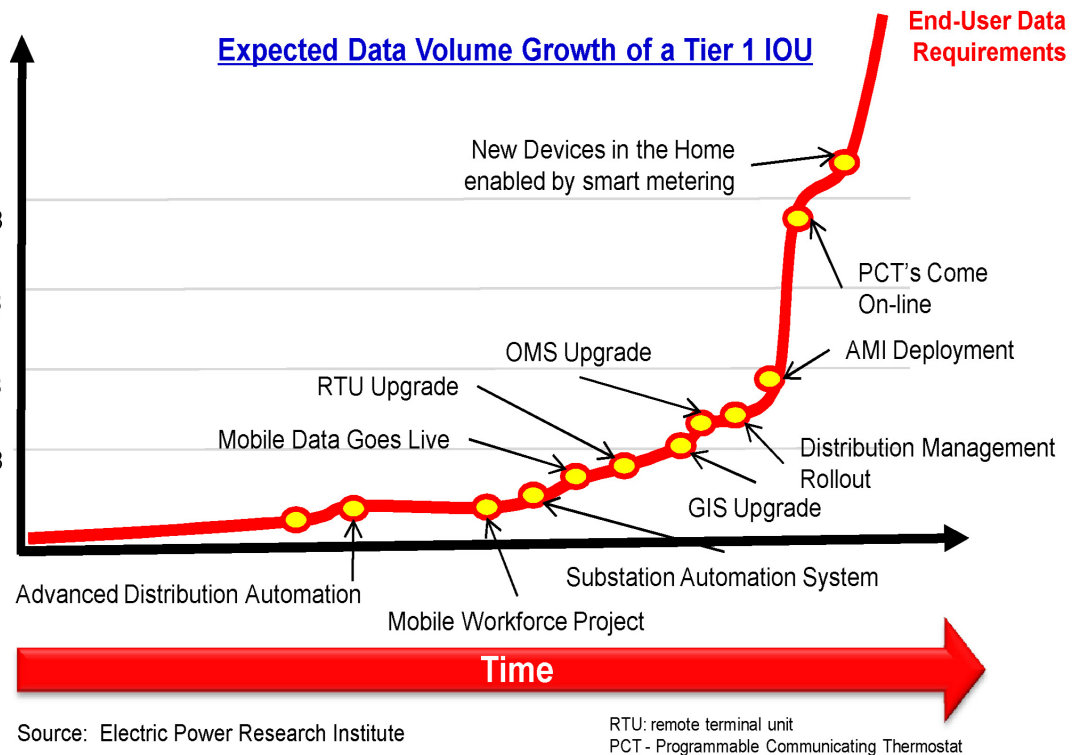 Expected Data Volume Growth of a Tier 1 IOU
End-User Data
Requirements
New Devices in the Home
enabled by smart metering
PCT's Come
On-line
OMS Upgrade
AMI Deployment
RTU Upgrade
Mobile Data Goes Live
Distribution Management
Rollout
GIS Upgrade
Substation Automation System
Advanced Distribution Automation
Mobile Workforce Project
Time
Source: Electric Power Research Institute
RTU: remote terminal unit
PCT - Programmable Communicating Thermostat